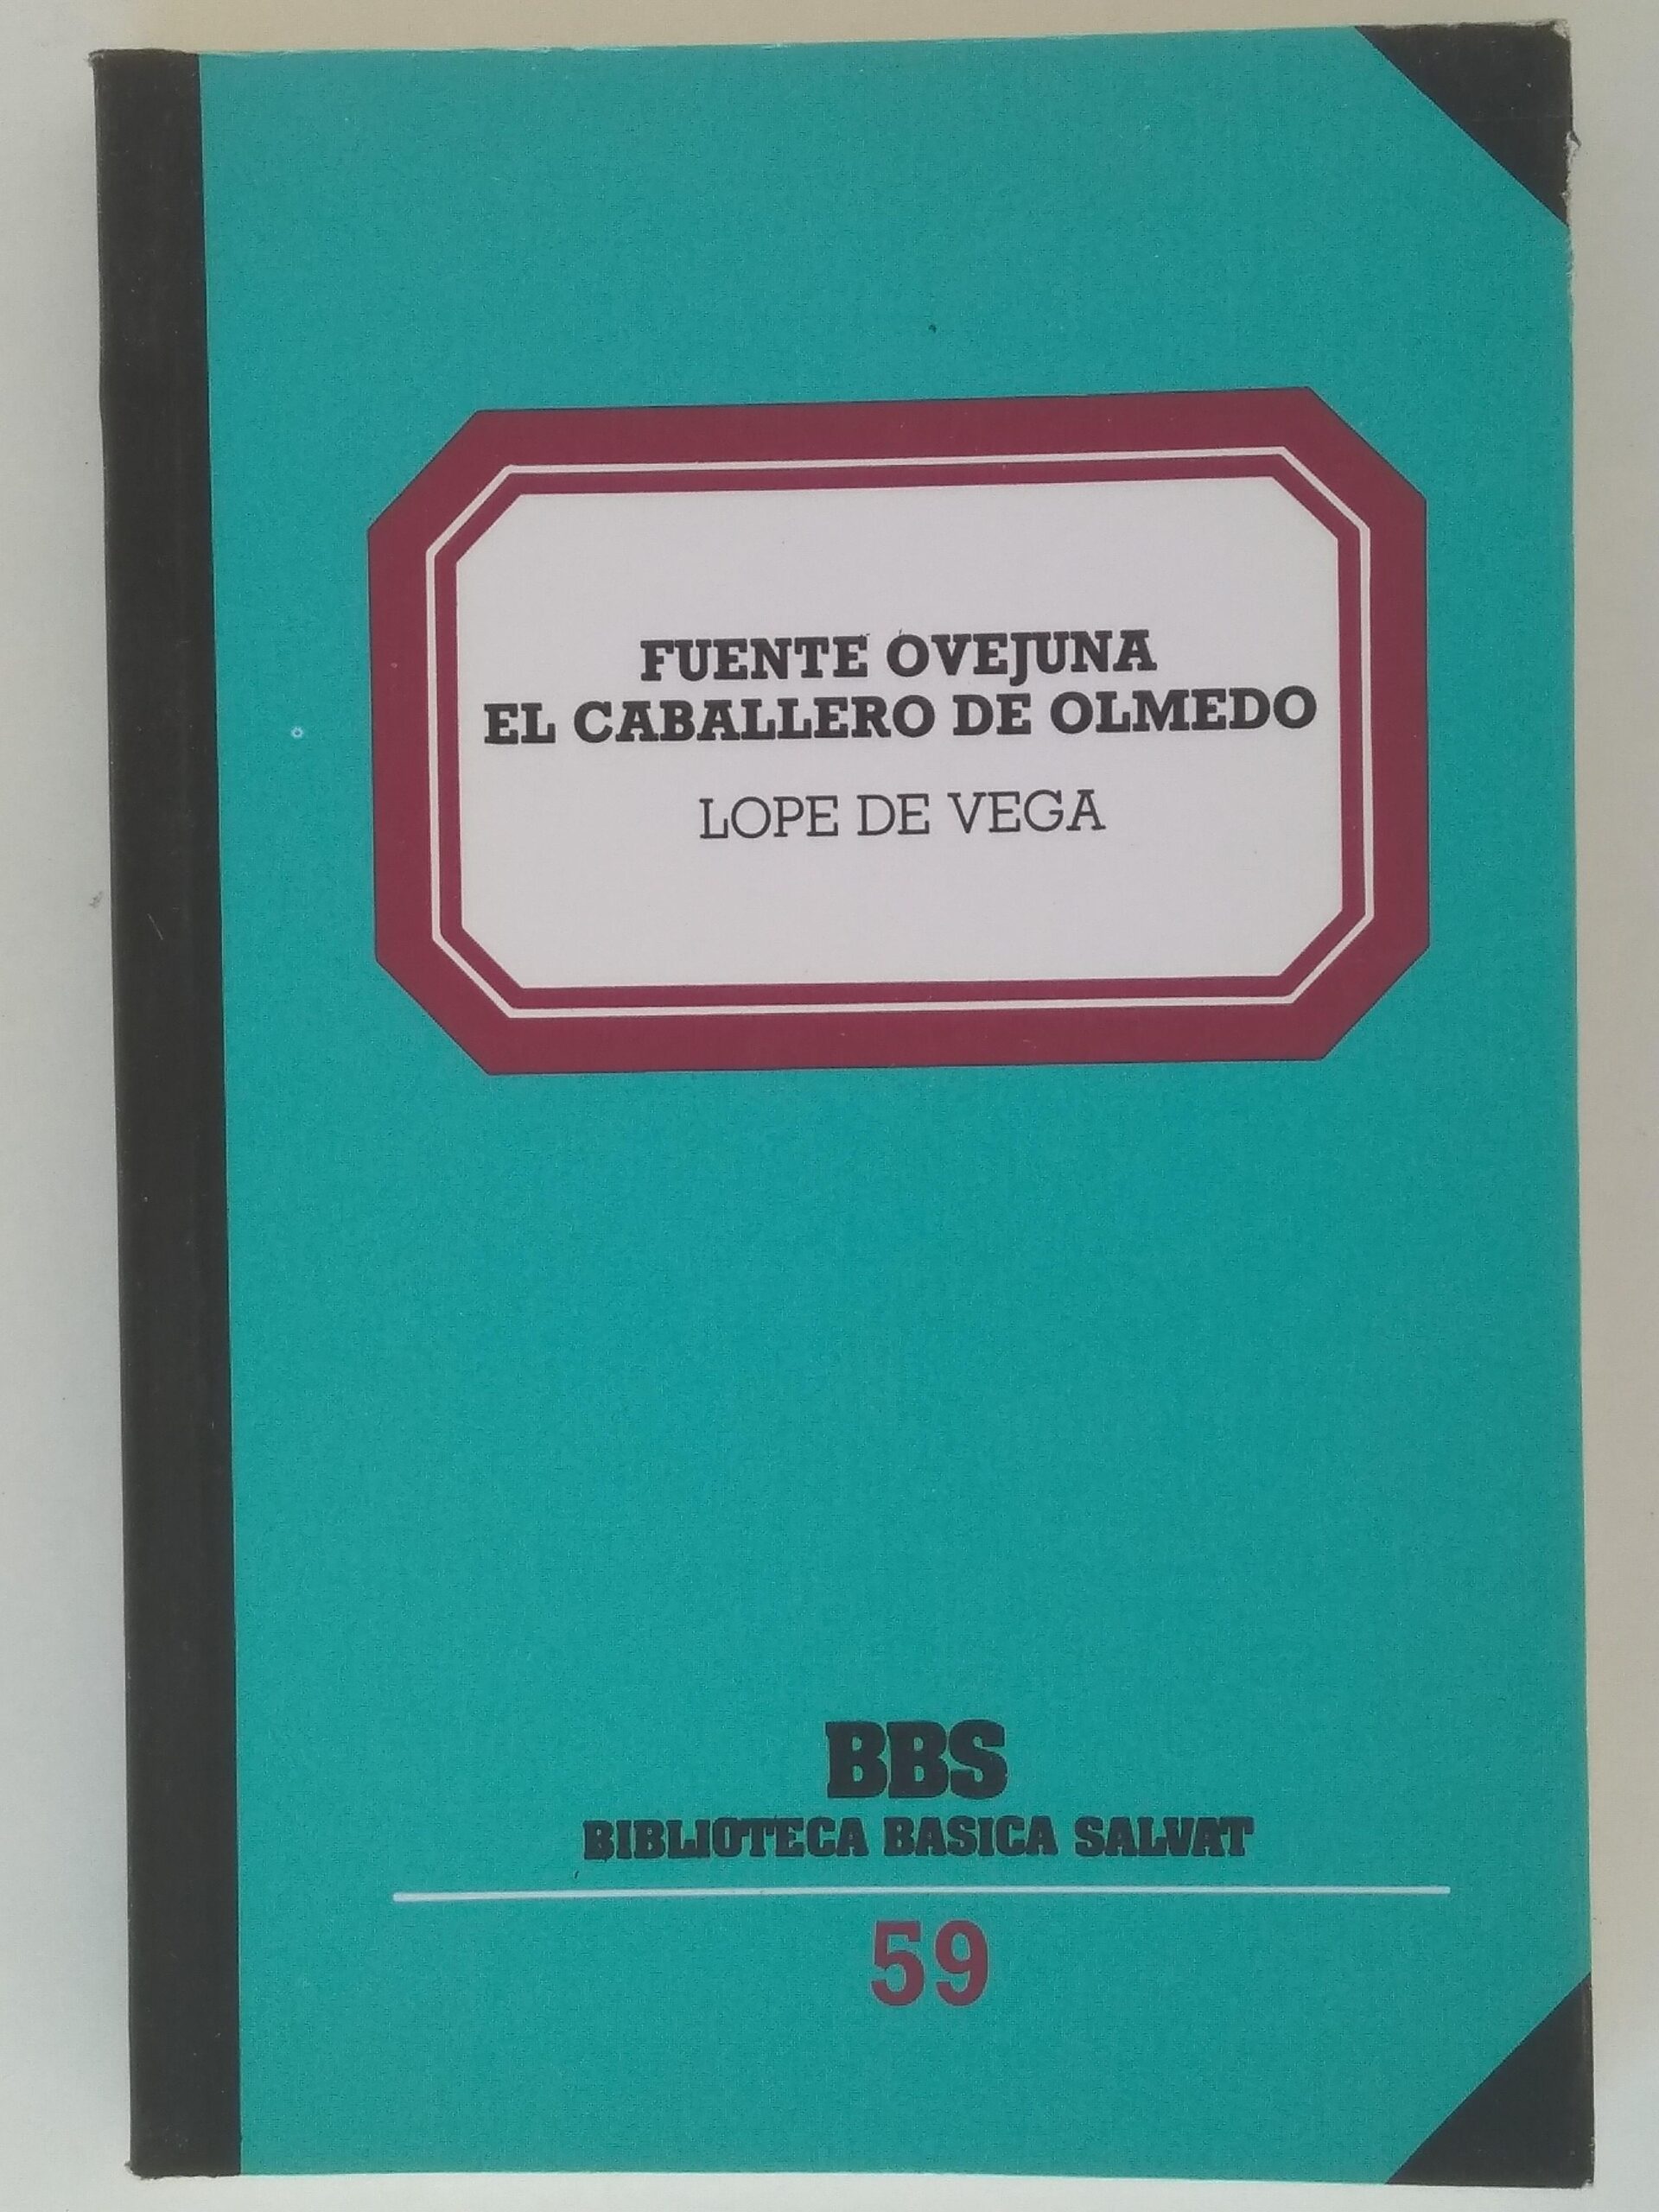 FUENTE OVEJUNA
EL CABALLERO DE OLMEDO
LOPE DE VEGA
BBS
BIBLIOTECA BASICA SALVAT
59